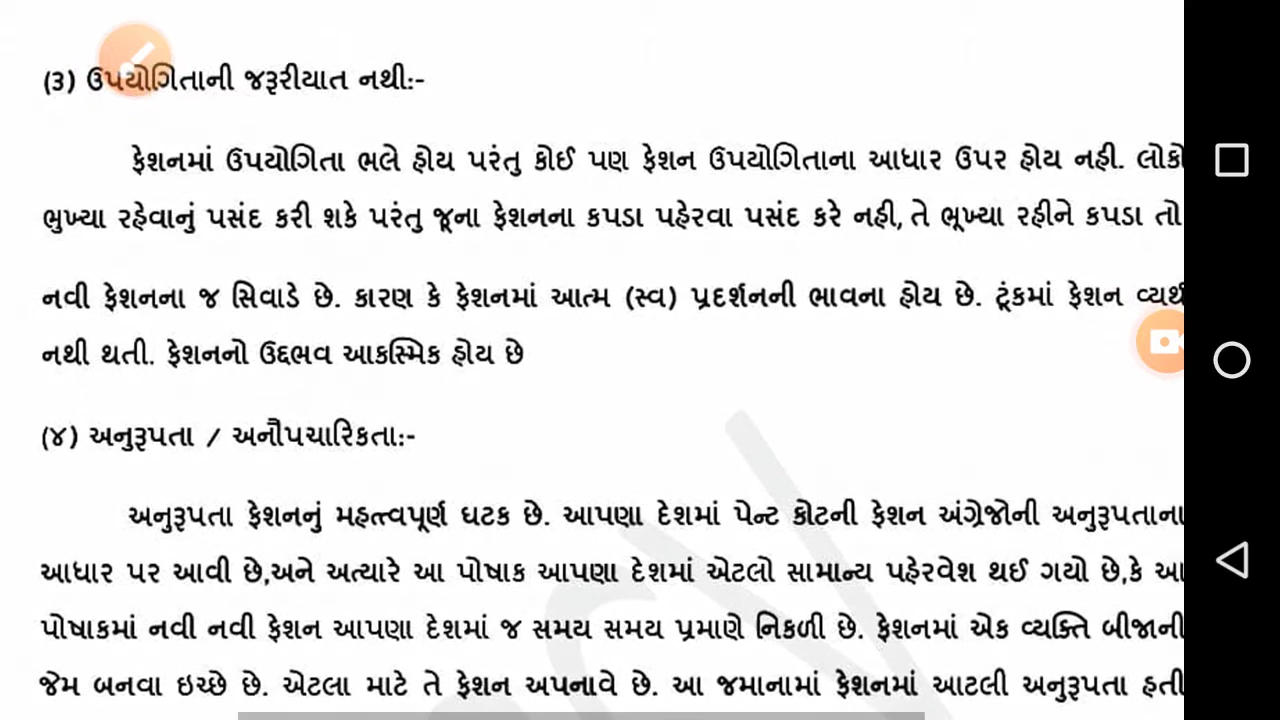 (૩) ઉપયોગિતાની જરૂરીયાત નથી:-
ફેશનમાં ઉપયોગિતા ભલે હોય પરંતુ કોઈ પણ ફેશન ઉપયોગિતાના આધાર ઉપર હોય નહી. લોકો
ભુખ્યા રહેવાનું પસંદ કરી શકે પરંતુ જૂના ફેશનના કપડા પહેરવા પસંદ કરે નહી, તે ભૂખ્યા રહીને કપડા તો
નવી ફેશનના જ સિવાડે છે. કારણ કે ફેશનમાં આત્મ (સ્વ) પ્રદર્શનની ભાવના હોય છે. ટૂંકમાં ફેશન વ્યર્થ
નથી થતી. ફેશનનો ઉદ્દભવ આકસ્મિક હોય છે
(૪) અનુરૂપતા / અનૌપચારિકતા:-
અનુરૂપતા ફેશનનું મહત્ત્વપૂર્ણ ઘટક છે. આપણા દેશમાં પેન્ટ કોટની ફેશન અંગ્રેજોની અનુરૂપતાના
આધાર પર આવી છે,અને અત્યારે આ પોષાક આપણા દેશમાં એટલો સામાન્ય પહેરવેશ થઈ ગયો છે,કે આ
પોષાકમાં નવી નવી ફેશન આપણા દેશમાં જ સમય સમય પ્રમાણે નિકળી છે. ફેશનમાં એક વ્યક્તિ બીજાની
જેમ બનવા ઇચ્છે છે. એટલા માટે તે ફેશન અપનાવે છે. આ જમાનામાં ફેશનમાં આટલી અનુરૂપતા હતી